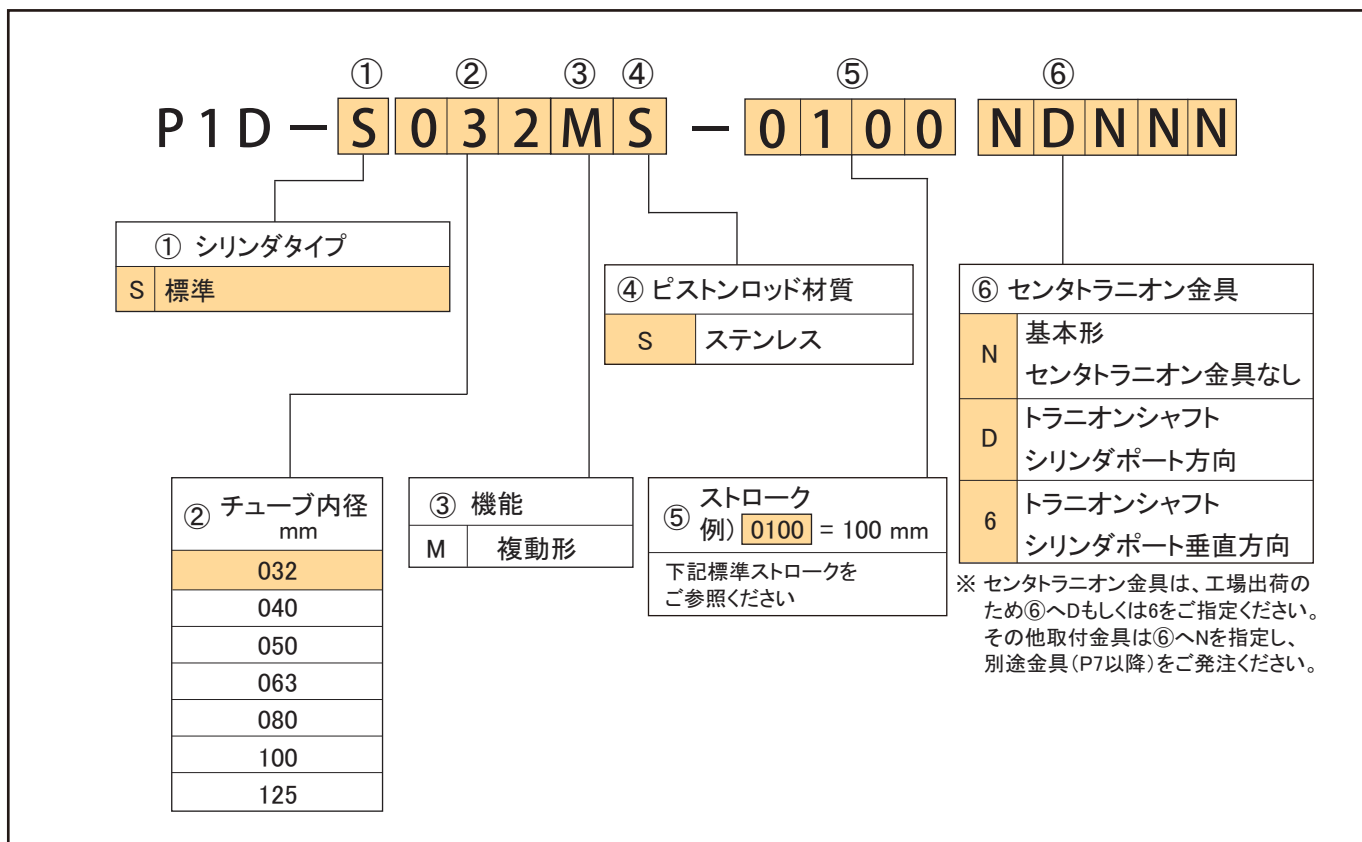 ① ② ③ ④ ⑤ ⑥
P1D-S032MS-0100NDNNN
① シリンダタイプ
S 標準
④ ピストンロッド材質
S ステンレス
⑥ センタトラニオン金具
N 基本形
センタトラニオン金具なし
D トラニオンシャフト
シリンダポート方向
6 トラニオンシャフト
シリンダポート垂直方向
※ センタトラニオン金具は、工場出荷の
ため⑥へDもしくは6をご指定ください。
その他取付金具は⑥へNを指定し、
別途金具(P7以降)をご発注ください。
② チューブ内径
mm
032
040
050
063
080
100
125
③ 機能
M 複動形
⑤ ストローク
例) 0100 = 100 mm
下記標準ストロークを
ご参照ください